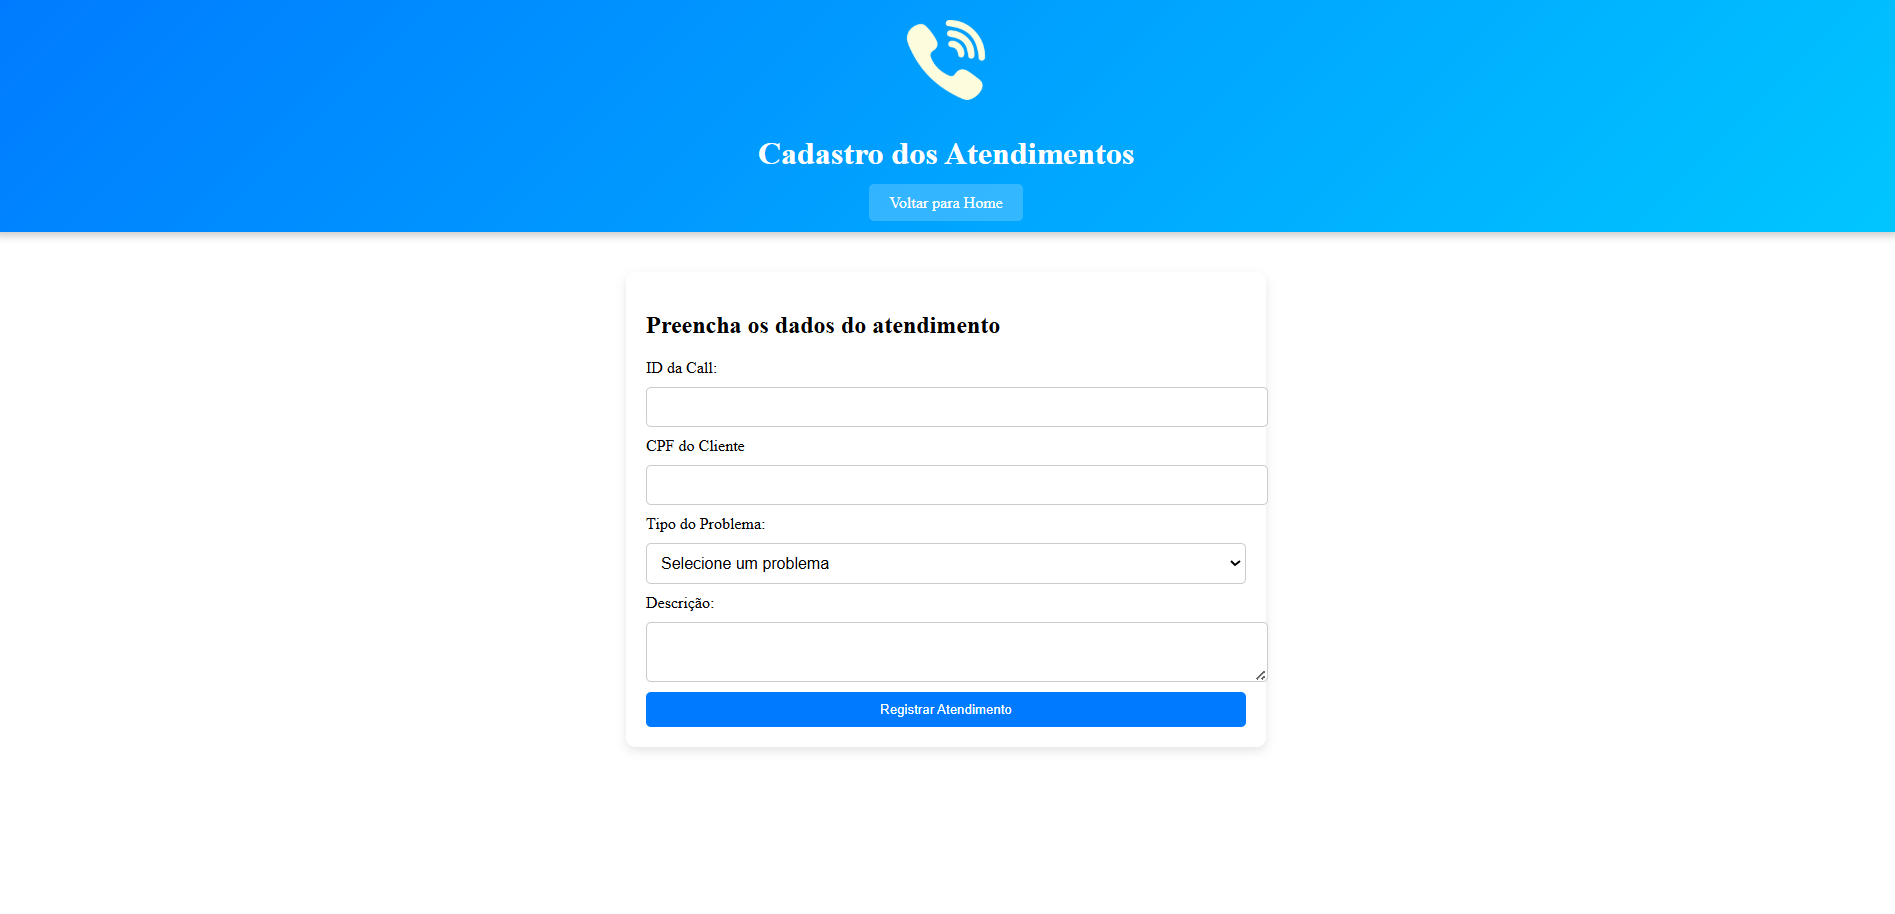 Cadastro dos Atendimentos
Voltar para Home
Preencha os dados do atendimento
ID da Call:
CPF do Cliente
Tipo do Problema:
Selecione um problema
Descrição:
Registrar Atendimento